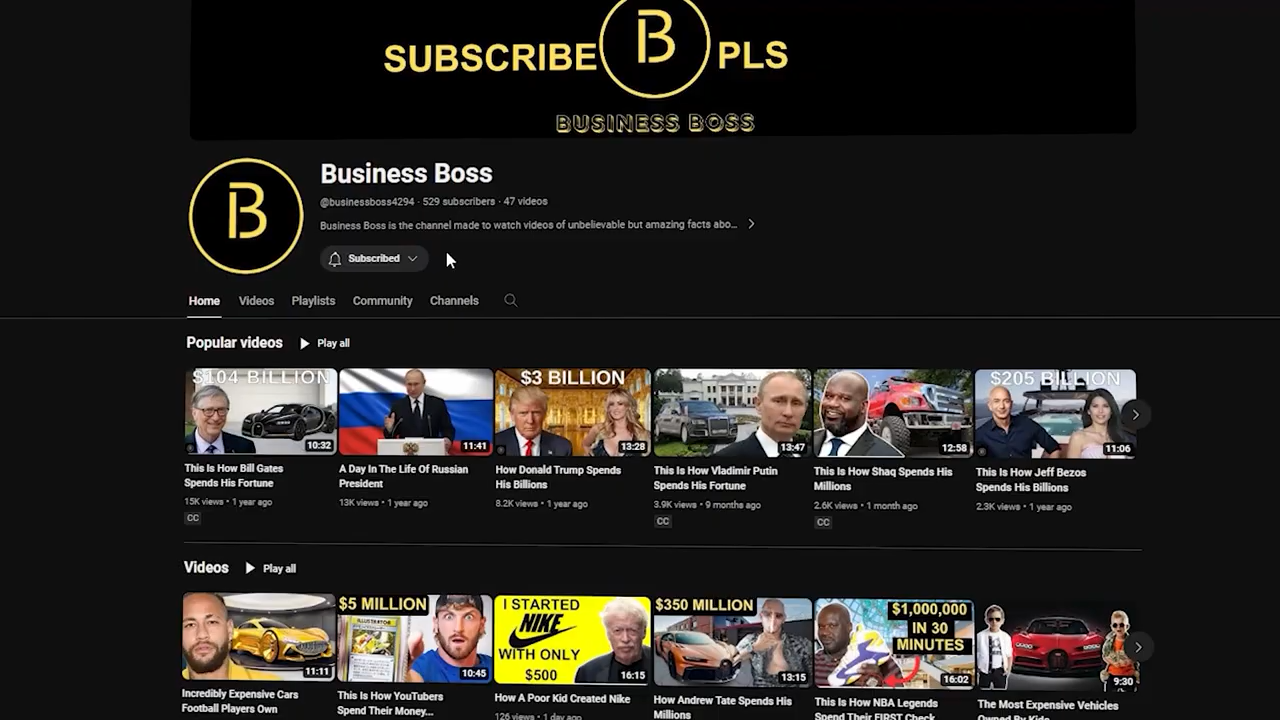 SUBSCRIBE B PLS
BUSINESS BOSS
B
Business Boss
@businessboss4294 · 529 subscribers · 47 videos
Business Boss is the channel made to watch videos of unbelievable but amazing facts abo...
Subscribed
Home Videos Playlists Community Channels
Popular videos Play all
$104 BILLION
10:32
This Is How Bill Gates
Spends His Fortune
15K views • 1 year ago
CC
11:41
A Day In The Life Of Russian
President
13K views • 1 year ago
$3 BILLION
13:28
How Donald Trump Spends
His Billions
8.2K views • 1 year ago
13:47
This Is How Vladimir Putin
Spends His Fortune
3.9K views • 9 months ago
CC
12:58
This Is How Shaq Spends His
Millions
2.6K views • 1 month ago
CC
$205 BILLION
11:06
This Is How Jeff Bezos
Spends His Billions
2.3K views • 1 year ago
Videos Play all
11:11
Incredibly Expensive Cars
Football Players Own
$5 MILLION
ILLUSTRATOR
10:45
This Is How YouTubers
Spend Their Money...
I STARTED
NIKE
WITH ONLY
$500
16:15
How A Poor Kid Created Nike
126 views • 1 day ago
$350 MILLION
13:15
How Andrew Tate Spends His
Millions
$1,000,000
IN 30
MINUTES
16:02
This Is How NBA Legends
Spend Their FIRST Check
9:30
The Most Expensive Vehicles
Owned By Kids